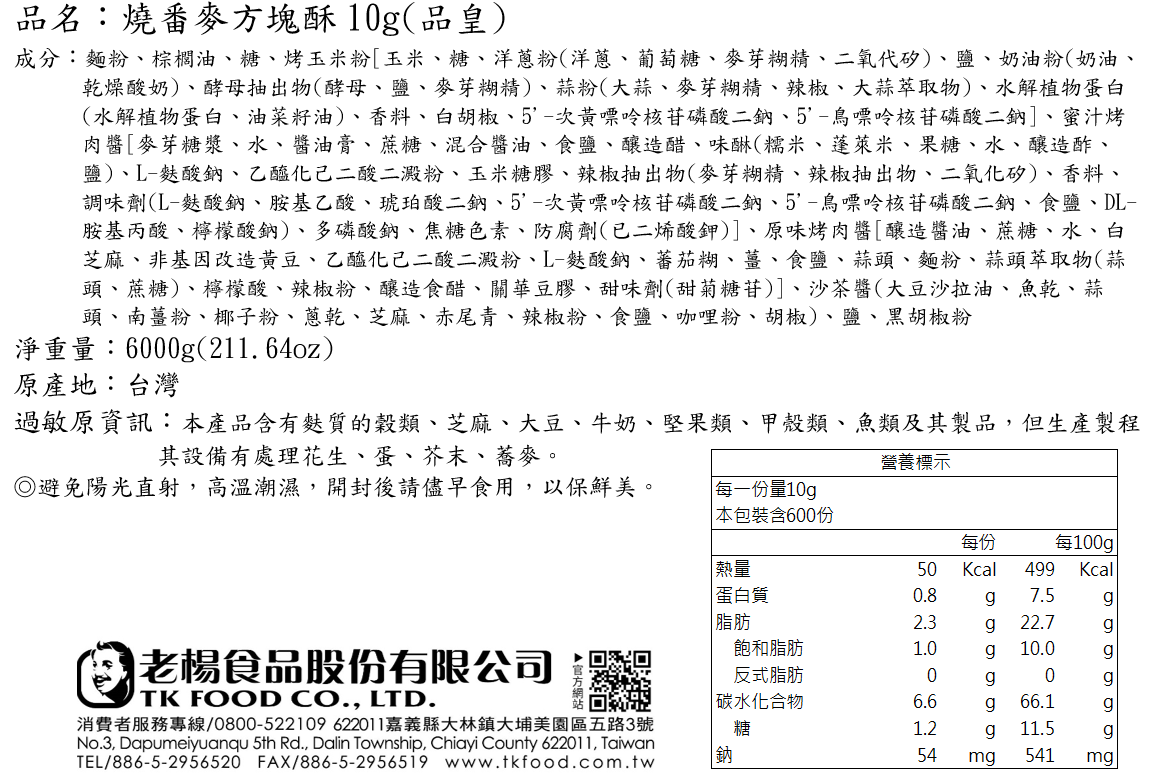 品名：燒番麥方塊酥10g(品皇)
成分：麵粉、棕櫚油、糖、烤玉米粉[玉米、糖、洋蔥粉(洋蔥、葡萄糖、麥芽糊精、二氧代矽)、鹽、奶油粉(奶油、
乾燥酸奶)、酵母抽出物(酵母、鹽、麥芽糊精)、蒜粉(大蒜、麥芽糊精、辣椒、大蒜萃取物)、水解植物蛋白
(水解植物蛋白、油菜籽油)、香料、白胡椒、5'-次黃嘌呤核苷磷酸二鈉、5'-鳥嘌呤核苷磷酸二鈉]、蜜汁烤
肉醬[麥芽糖漿、水、醬油膏、蔗糖、混合醬油、食鹽、釀造醋、味醂(糯米、蓬萊米、果糖、水、釀造酢、
鹽)、L-麩酸鈉、乙醯化己二酸二澱粉、玉米糖膠、辣椒抽出物(麥芽糊精、辣椒抽出物、二氧化矽)、香料、
調味劑(L-麩酸鈉、胺基乙酸、琥珀酸二鈉、5'-次黃嘌呤核苷磷酸二鈉、5'-鳥嘌呤核苷磷酸二鈉、食鹽、DL-
胺基丙酸、檸檬酸鈉)、多磷酸鈉、焦糖色素、防腐劑(己二烯酸鉀)]、原味烤肉醬[釀造醬油、蔗糖、水、白
芝麻、非基因改造黃豆、乙醯化己二酸二澱粉、L-麩酸鈉、蕃茄糊、薑、食鹽、蒜頭、麵粉、蒜頭萃取物(蒜
頭、蔗糖)、檸檬酸、辣椒粉、釀造食醋、關華豆膠、甜味劑(甜菊糖苷)]、沙茶醬(大豆沙拉油、魚乾、蒜
頭、南薑粉、椰子粉、蔥乾、芝麻、赤尾青、辣椒粉、食鹽、咖哩粉、胡椒)、鹽、黑胡椒粉
淨重量：6000g(211.64oz)
原產地：台灣
過敏原資訊：本產品含有麩質的穀類、芝麻、大豆、牛奶、堅果類、甲殼類、魚類及其製品，但生產製程
其設備有處理花生、蛋、芥末、蕎麥。
◎避免陽光直射，高溫潮濕，開封後請儘早食用，以保鮮美。
營養標示
每一份量10g
本包裝含600份
每份 每100g
熱量 50 Kcal 499 Kcal
蛋白質 0.8 g 7.5 g
脂肪 2.3 g 22.7 g
飽和脂肪 1.0 g 10.0 g
反式脂肪 0 g 0 g
碳水化合物 6.6 g 66.1 g
糖 1.2 g 11.5 g
鈉 54 mg 541 mg
老楊食品股份有限公司
TK FOOD CO., LTD.
▶官方網站
消費者服務專線/0800-522109 622011嘉義縣大林鎮大埔美園區五路3號
No.3, Dapumeiyuanqu 5th Rd., Dalin Township, Chiayi County 622011, Taiwan
TEL/886-5-2956520 FAX/886-5-2956519 www.tkfood.com.tw